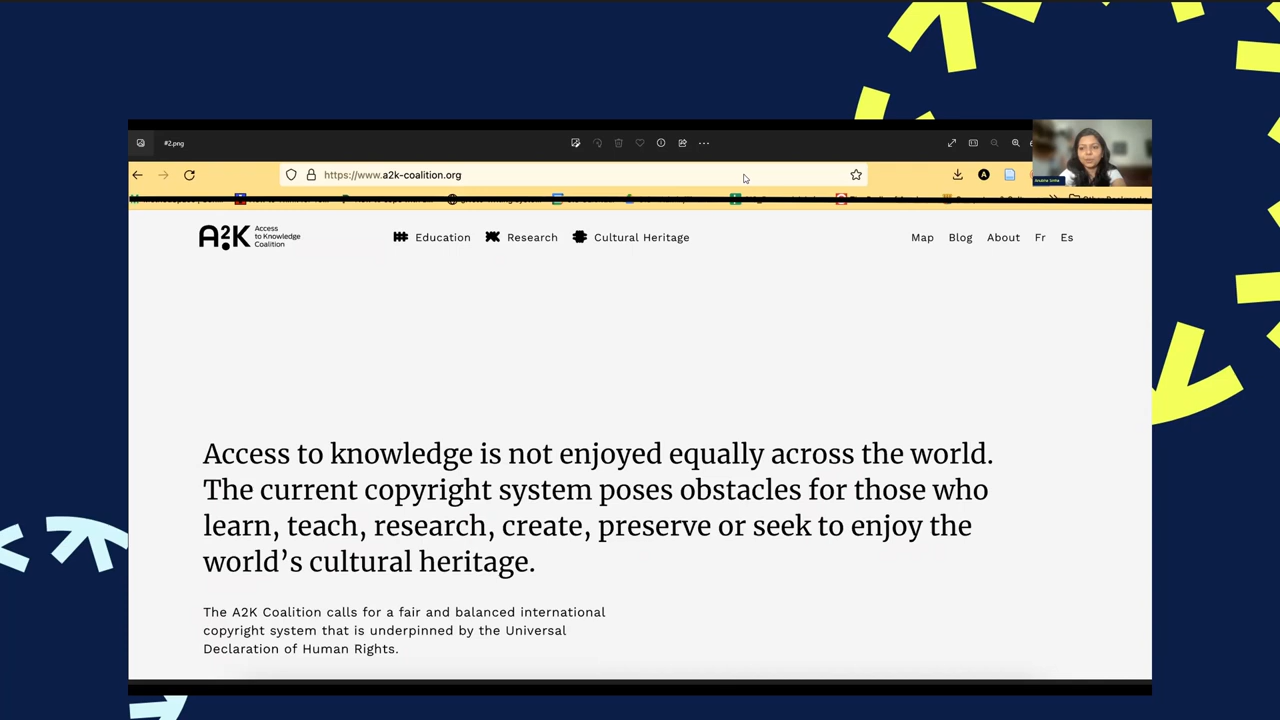 #2.png
https://www.a2k-coalition.org
A
A2K Access
to Knowledge
Coalition
Education Research Cultural Heritage
Map Blog About Fr Es
Access to knowledge is not enjoyed equally across the world.
The current copyright system poses obstacles for those who
learn, teach, research, create, preserve or seek to enjoy the
world’s cultural heritage.
The A2K Coalition calls for a fair and balanced international
copyright system that is underpinned by the Universal
Declaration of Human Rights.